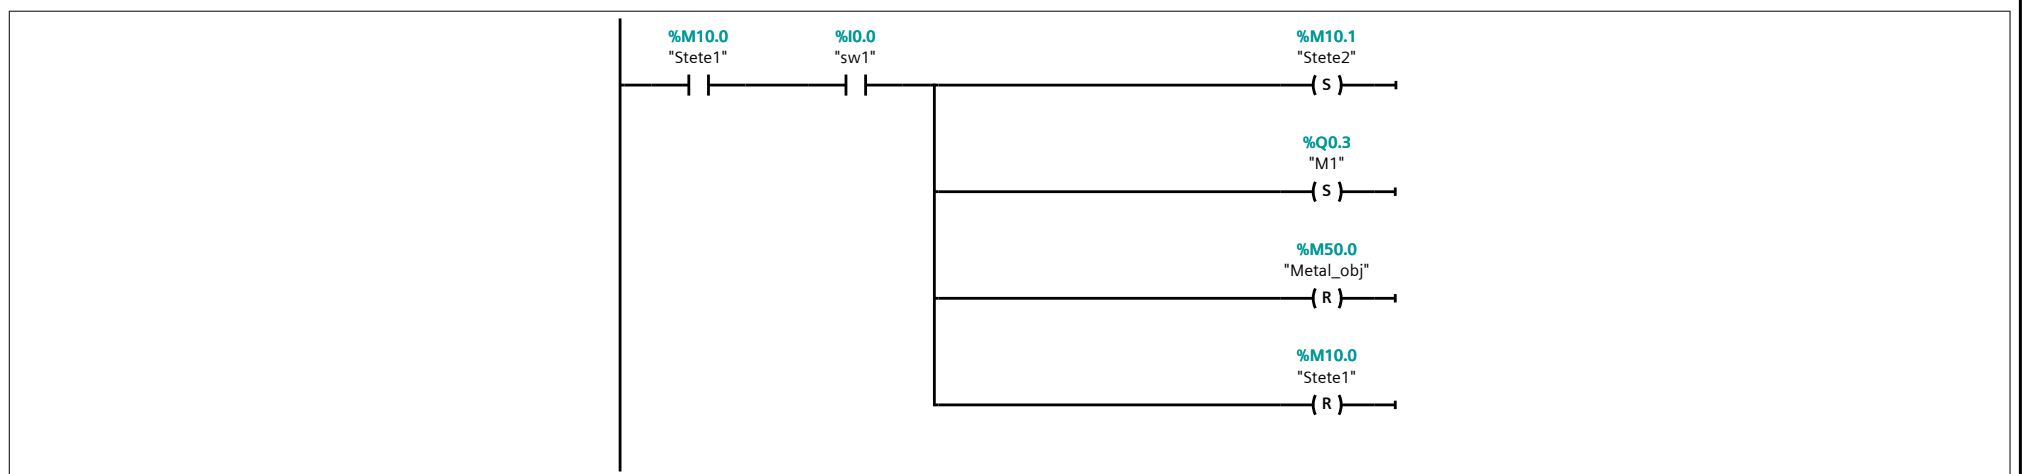 %M10.0
"Stete1"
%I0.0
"sw1"
%M10.1
"Stete2"
S
%Q0.3
"M1"
S
%M50.0
"Metal_obj"
R
%M10.0
"Stete1"
R